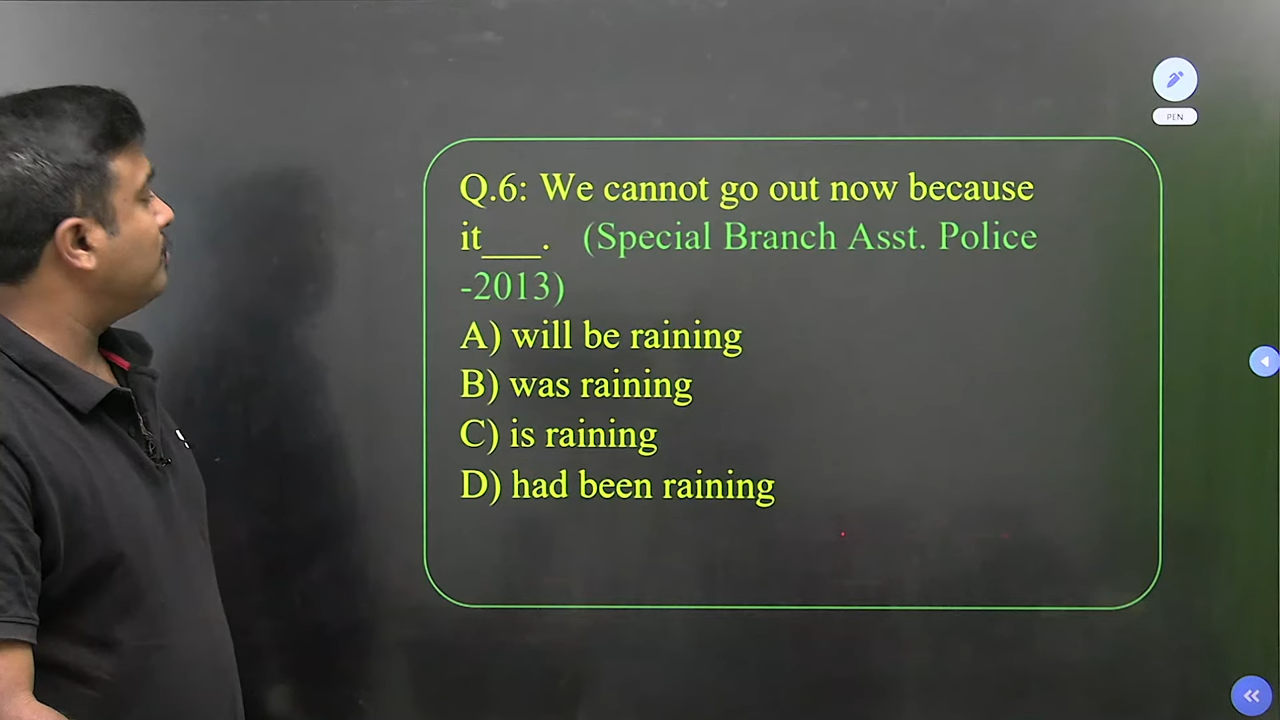 PEN
Q.6: We cannot go out now because
it___. (Special Branch Asst. Police
-2013)
A) will be raining
B) was raining
C) is raining
D) had been raining